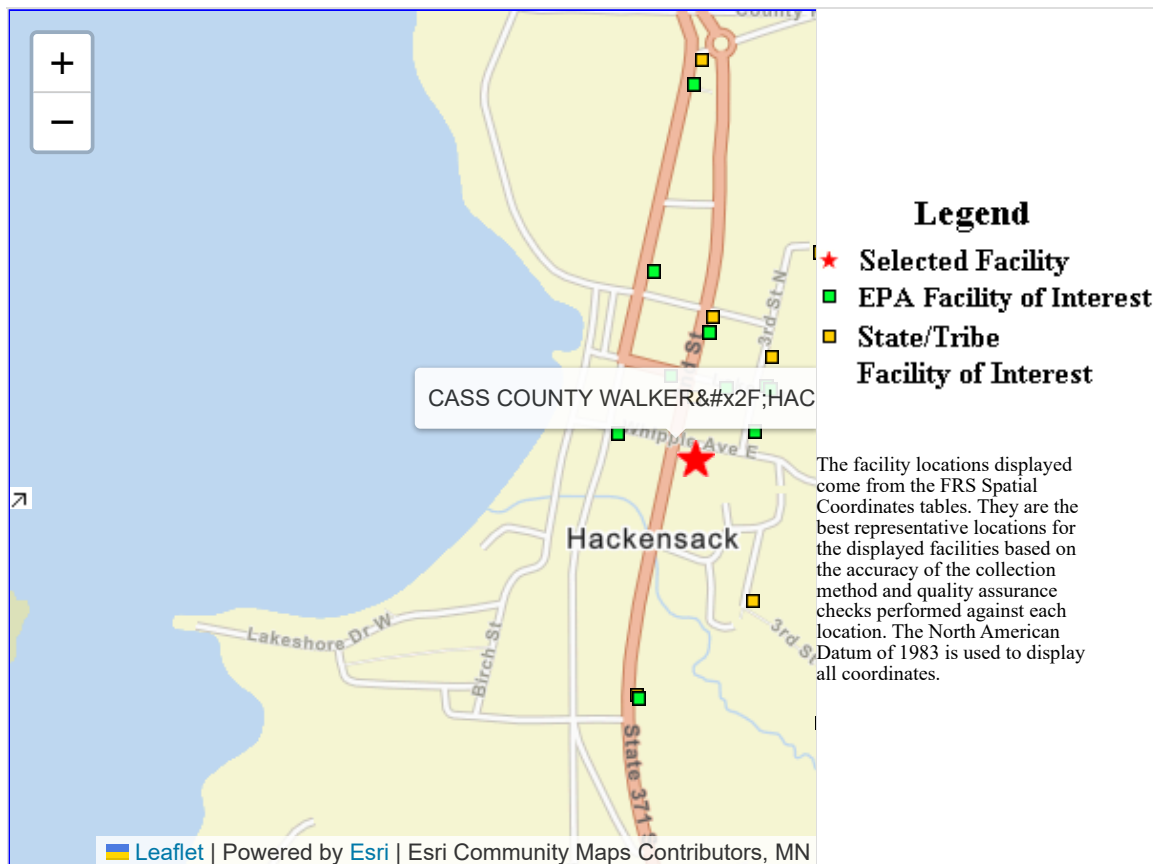 County
+
−
3rd St N
St
CASS COUNTY WALKER&#x2F;HAC
Whipple Ave E
Hackensack
Lakeshore Dr W
Birch St
3rd St
State 371
Leaflet | Powered by Esri | Esri Community Maps Contributors, MN
Legend
Selected Facility
EPA Facility of Interest
State/Tribe
Facility of Interest
The facility locations displayed
come from the FRS Spatial
Coordinates tables. They are the
best representative locations for
the displayed facilities based on
the accuracy of the collection
method and quality assurance
checks performed against each
location. The North American
Datum of 1983 is used to display
all coordinates.